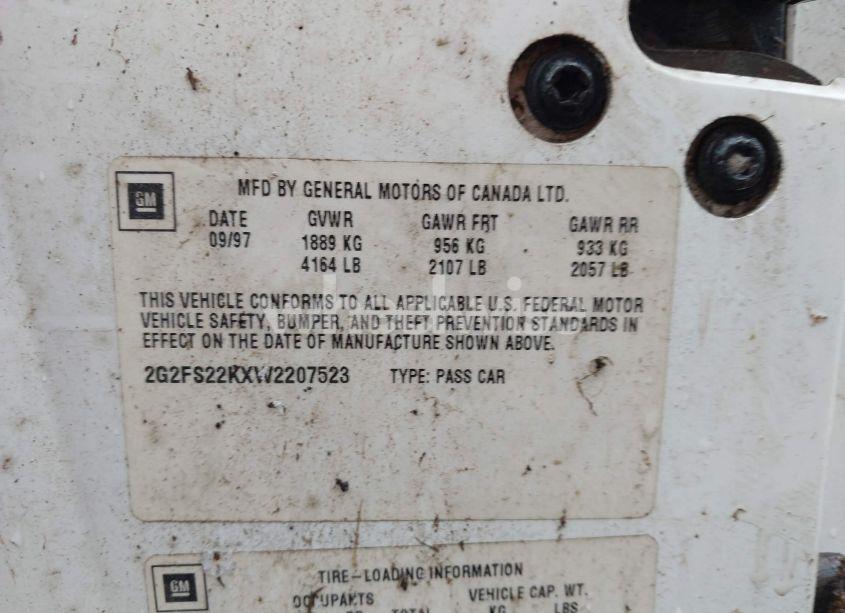 GM
MFD BY GENERAL MOTORS OF CANADA LTD.
DATE GVWR GAWR FRT GAWR RR
09/97 1889 KG 956 KG 933 KG
4164 LB 2107 LB 2057 LB
THIS VEHICLE CONFORMS TO ALL APPLICABLE U.S. FEDERAL MOTOR
VEHICLE SAFETY, BUMPER, AND THEFT PREVENTION STANDARDS IN
EFFECT ON THE DATE OF MANUFACTURE SHOWN ABOVE.
2G2FS22KXW2207523 TYPE: PASS CAR
GM
TIRE-LOADING INFORMATION
OCCUPANTS VEHICLE CAP. WT.
TOTAL KG LBS